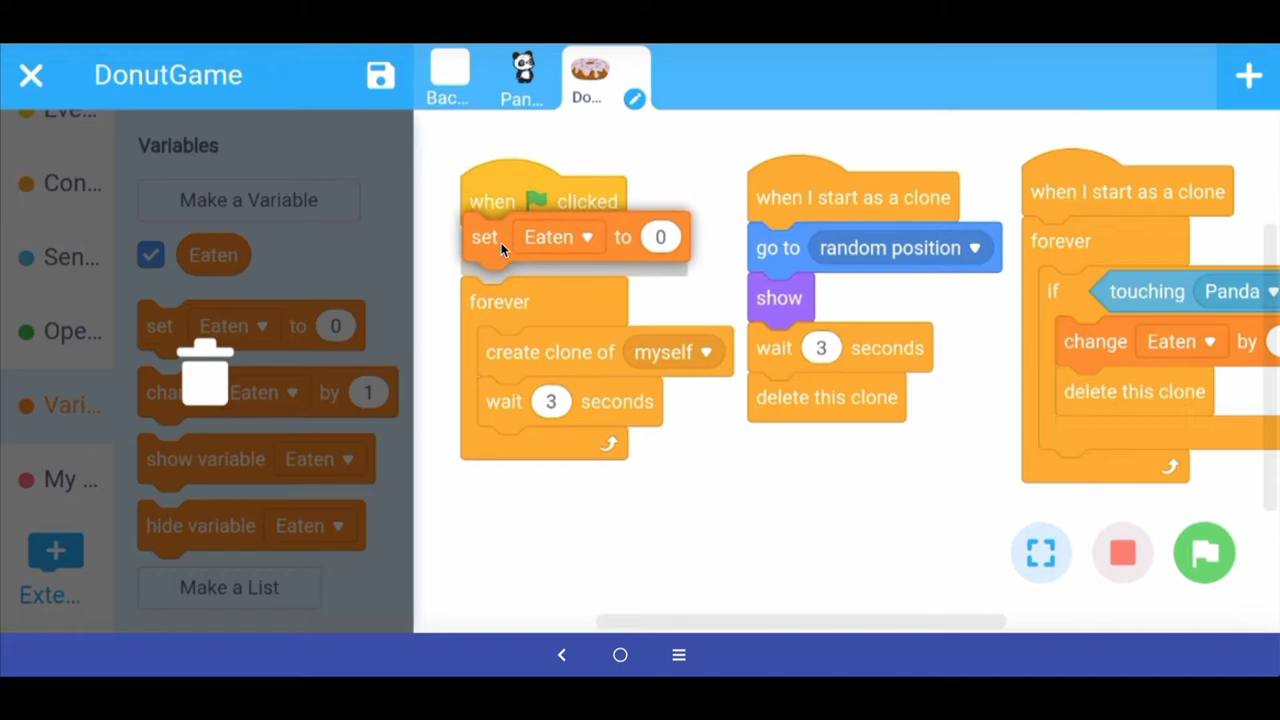 DonutGame
Bac...
Pan...
Do...
Eve...
Con...
Sen...
Ope...
Vari...
My ...
Exte...
Variables
Make a Variable
Eaten
set Eaten to 0
Eaten by 1
show variable Eaten
hide variable Eaten
Make a List
when clicked
set Eaten to 0
forever
create clone of myself
wait 3 seconds
when I start as a clone
go to random position
show
wait 3 seconds
delete this clone
when I start as a clone
forever
if touching Panda
change Eaten by
delete this clone